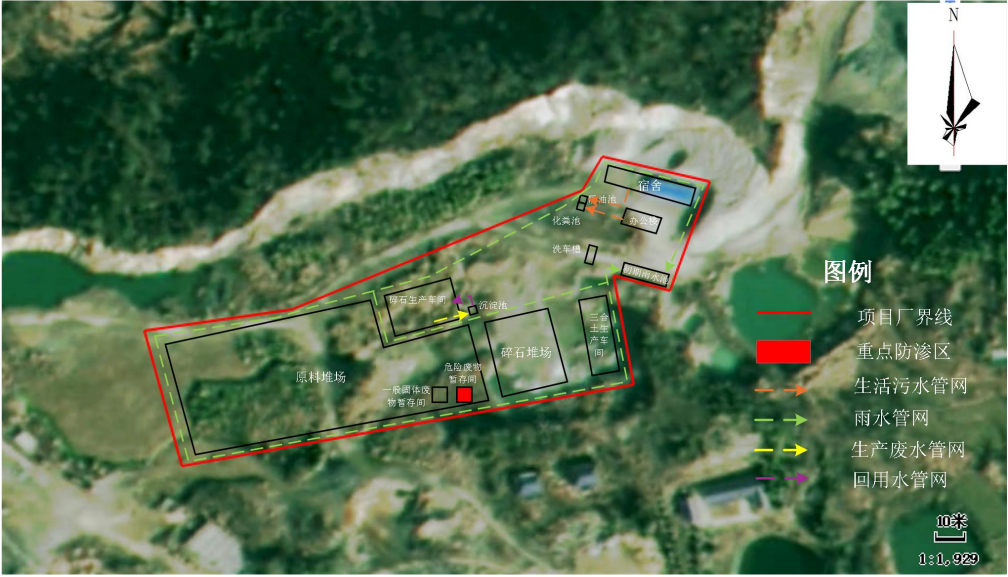 N
宿舍
隔油池
化粪池
办公楼
洗车槽
初期雨水池
碎石生产车间
沉淀池
三合
土生
产车
间
碎石堆场
原料堆场
危险废物
暂存间
一般固体废
物暂存间
图例
项目厂界线
重点防渗区
生活污水管网
雨水管网
生产废水管网
回用水管网
10米
1:1,929